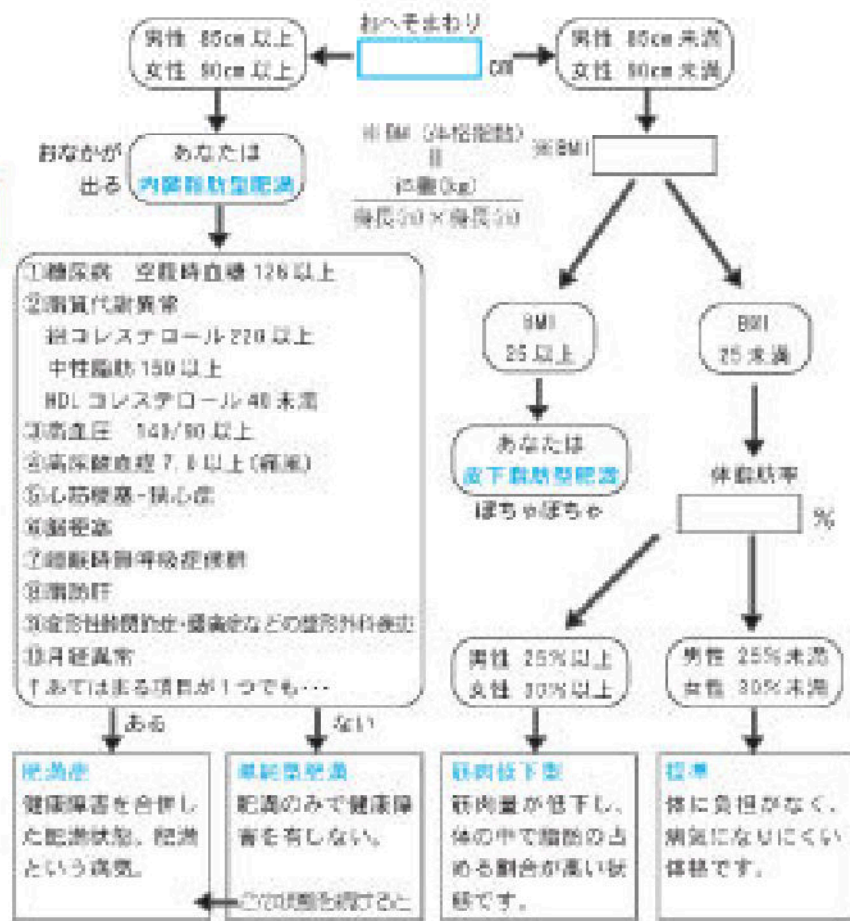 おへそまわり
cm
男性 85cm 以上
女性 90cm 以上
男性 85cm 未満
女性 90cm 未満
おなかが
出る
あなたは
内臓脂肪型肥満
※BMI (体格指数)
=
体重(kg)
身長(m)×身長(m)
※BMI
①糖尿病 空腹時血糖 126 以上
②脂質代謝異常
総コレステロール 220 以上
中性脂肪 150 以上
HDL コレステロール 40 未満
③高血圧 140/90 以上
④高尿酸血症 7.0 以上(痛風)
⑤心筋梗塞・狭心症
⑥脳梗塞
⑦睡眠時無呼吸症候群
⑧脂肪肝
⑨変形性膝関節症・腰痛症などの整形外科疾患
⑩月経異常
↑あてはまる項目が1つでも…
BMI
25 以上
BMI
25 未満
あなたは
皮下脂肪型肥満
ぽちゃぽちゃ
体脂肪率
%
男性 25%以上
女性 30%以上
男性 25%未満
女性 30%未満
ある
ない
肥満症
健康障害を合併し
た肥満状態。肥満
という病気。
単純型肥満
肥満のみで健康障
害を有しない。
この状態を続けると
筋肉低下型
筋肉量が低下し、
体の中で脂肪の占
める割合が高い状
態です。
標準
体に負担がなく、
病気になりにくい
体格です。